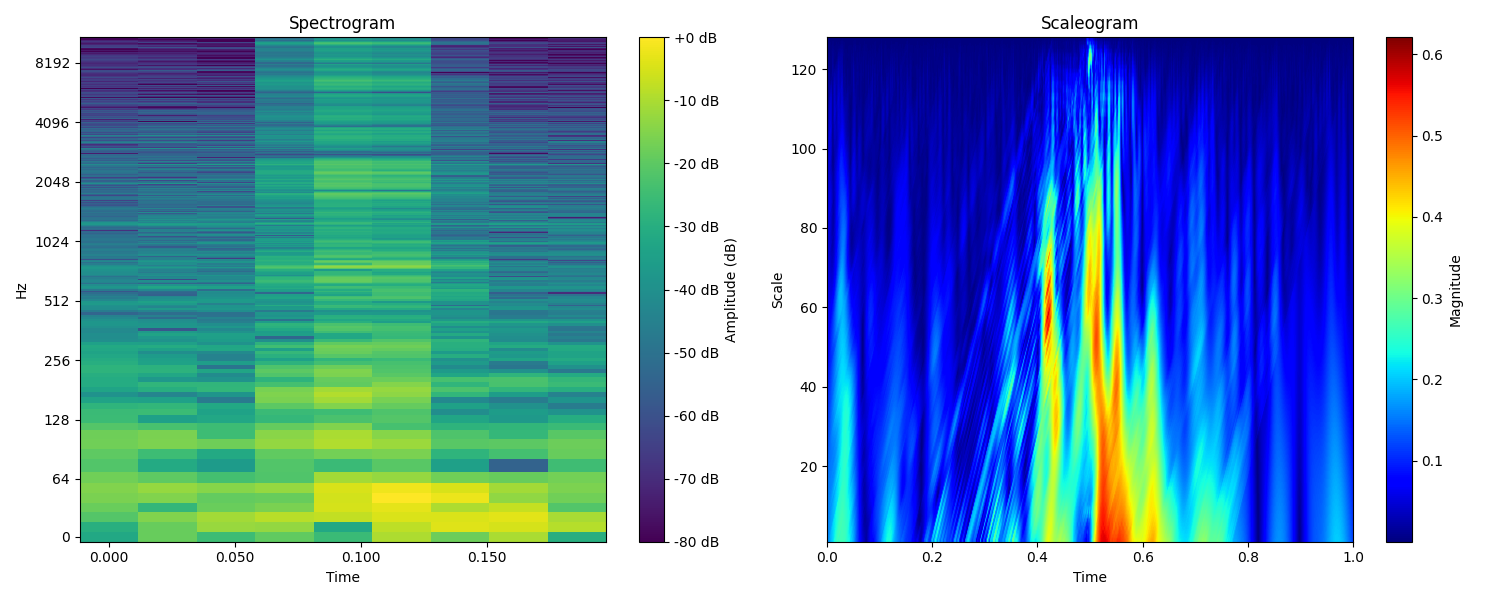 Spectrogram
8192
4096
2048
1024
512
256
128
64
0
Hz
0.000 0.050 0.100 0.150
Time
+0 dB
-10 dB
-20 dB
-30 dB
-40 dB
-50 dB
-60 dB
-70 dB
-80 dB
Amplitude (dB)
Scaleogram
120
100
80
60
40
20
Scale
0.0 0.2 0.4 0.6 0.8 1.0
Time
0.6
0.5
0.4
0.3
0.2
0.1
Magnitude